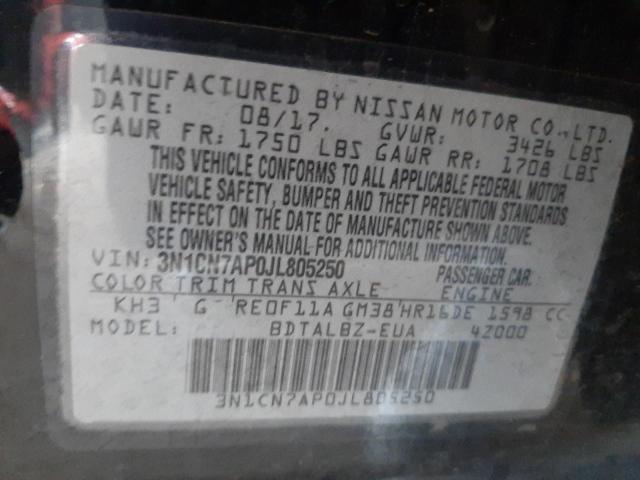 MANUFACTURED BY NISSAN MOTOR CO.,LTD.
DATE: 08/17. GVWR: 3426 LBS
GAWR FR: 1750 LBS GAWR RR: 1708 LBS
THIS VEHICLE CONFORMS TO ALL APPLICABLE FEDERAL MOTOR
VEHICLE SAFETY, BUMPER AND THEFT PREVENTION STANDARDS
IN EFFECT ON THE DATE OF MANUFACTURE SHOWN ABOVE.
SEE OWNER'S MANUAL FOR ADDITIONAL INFORMATION.
VIN: 3N1CN7AP0JL805250 PASSENGER CAR.
COLOR TRIM TRANS AXLE ENGINE
KH3 ' G ' RE0F11A GM38'HR16DE 1598 CC
MODEL: BDTALBZ-EUA 42000
3N1CN7AP0JL805250